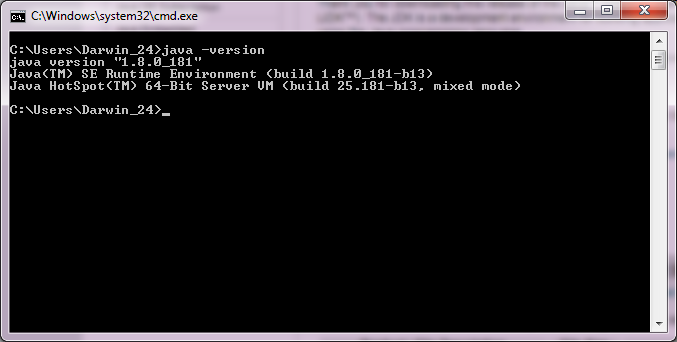 C:\Windows\system32\cmd.exe
C:\Users\Darwin_24>java -version
java version "1.8.0_181"
Java(TM) SE Runtime Environment (build 1.8.0_181-b13)
Java HotSpot(TM) 64-Bit Server VM (build 25.181-b13, mixed mode)
C:\Users\Darwin_24>_